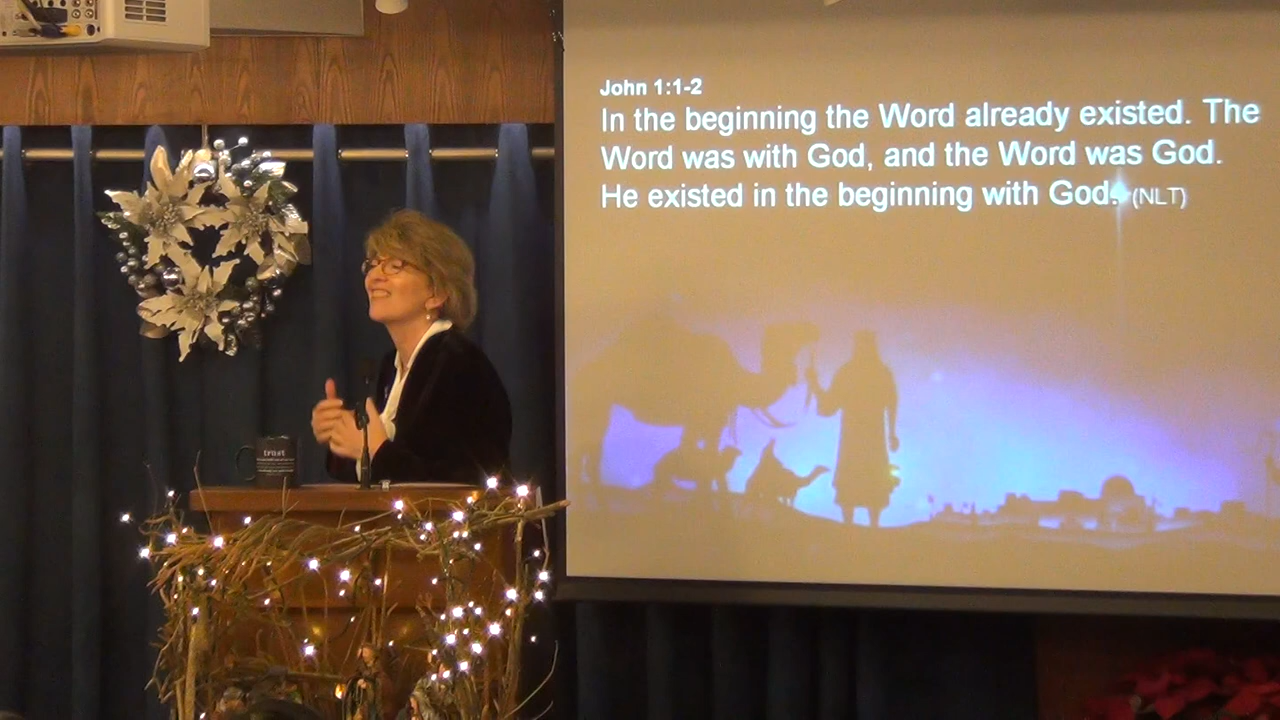 John 1:1-2
In the beginning the Word already existed. The
Word was with God, and the Word was God.
He existed in the beginning with God. (NLT)
trust